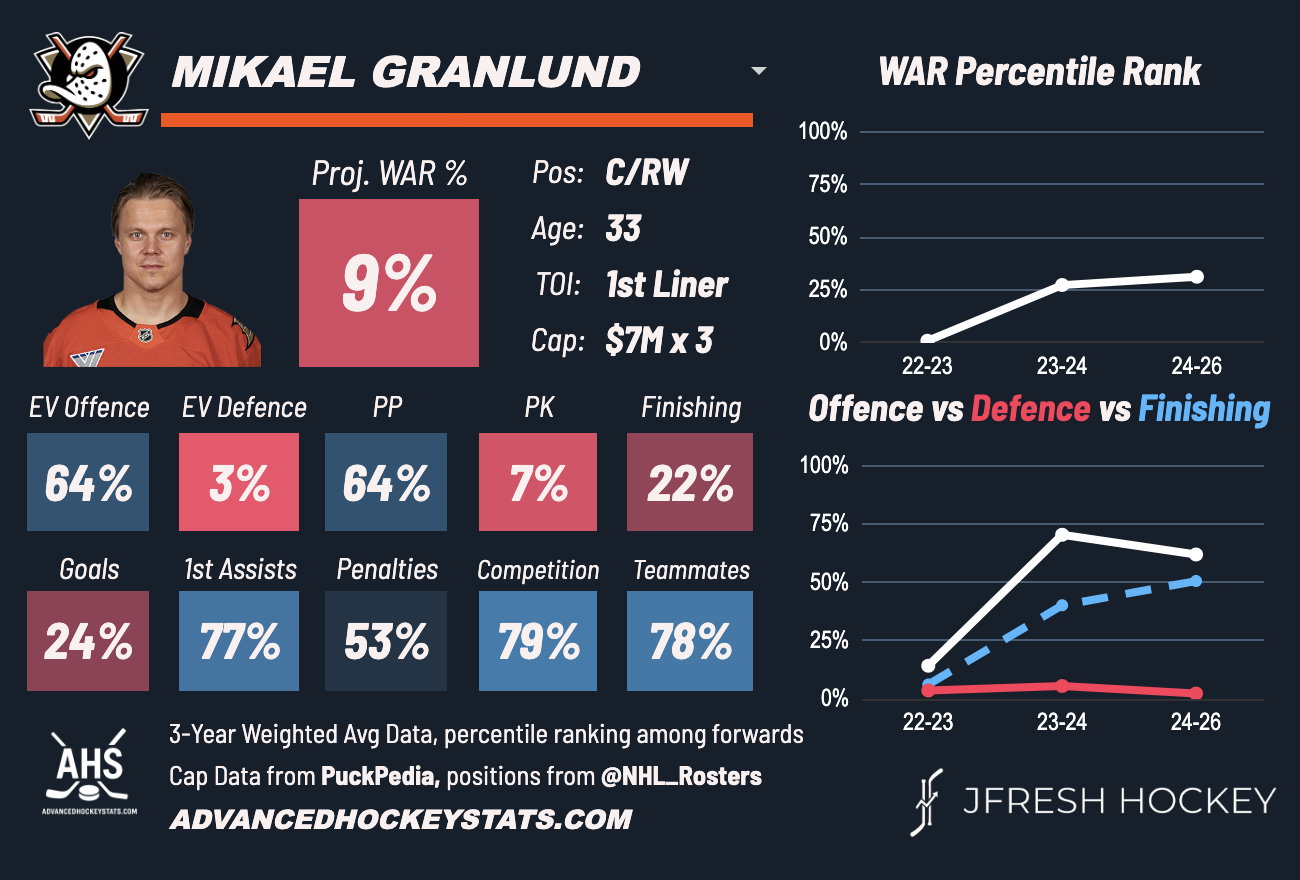 MIKAEL GRANLUND
WAR Percentile Rank
Proj. WAR %
9%
Pos: C/RW
Age: 33
TOI: 1st Liner
Cap: $7M x 3
100%
75%
50%
25%
0%
22-23 23-24 24-26
EV Offence EV Defence PP PK Finishing
64% 3% 64% 7% 22%
Goals 1st Assists Penalties Competition Teammates
24% 77% 53% 79% 78%
Offence vs Defence vs Finishing
100%
75%
50%
25%
0%
22-23 23-24 24-26
AHS
ADVANCEDHOCKEYSTATS.COM
3-Year Weighted Avg Data, percentile ranking among forwards
Cap Data from PuckPedia, positions from @NHL_Rosters
ADVANCEDHOCKEYSTATS.COM
JFRESH HOCKEY